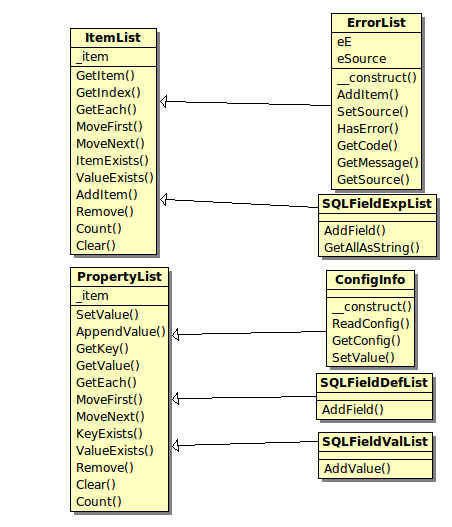 ItemList
_item
GetItem()
GetIndex()
GetEach()
MoveFirst()
MoveNext()
ItemExists()
ValueExists()
AddItem()
Remove()
Count()
Clear()
ErrorList
eE
eSource
__construct()
AddItem()
SetSource()
HasError()
GetCode()
GetMessage()
GetSource()
SQLFieldExpList
AddField()
GetAllAsString()
PropertyList
_item
SetValue()
AppendValue()
GetKey()
GetValue()
GetEach()
MoveFirst()
MoveNext()
KeyExists()
ValueExists()
Remove()
Clear()
Count()
ConfigInfo
__construct()
ReadConfig()
GetConfig()
SetValue()
SQLFieldDefList
AddField()
SQLFieldValList
AddValue()